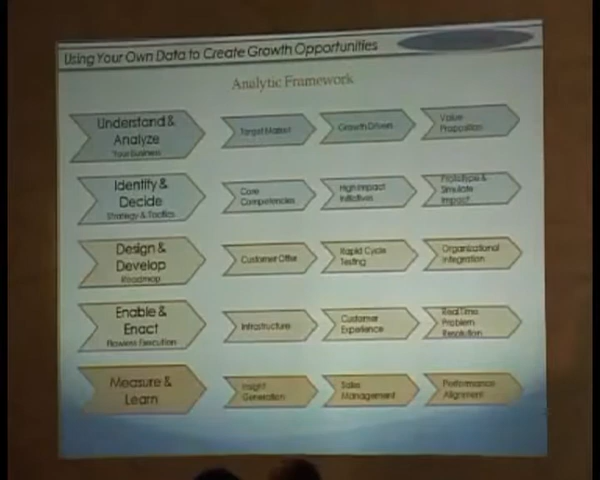 Using Your Own Data to Create Growth Opportunities
Analytic Framework
Understand &
Analyze
Your Business
Target Market
Growth Drivers
Value
Proposition
Identify &
Decide
Strategy & Tactics
Core
Competencies
High Impact
Initiatives
Prototype &
Simulate
Impact
Design &
Develop
Roadmap
Customer Offer
Rapid Cycle
Testing
Organizational
Integration
Enable &
Enact
Flawless Execution
Infrastructure
Customer
Experience
Real Time
Problem
Resolution
Measure &
Learn
Insight
Generation
Sales
Management
Performance
Alignment